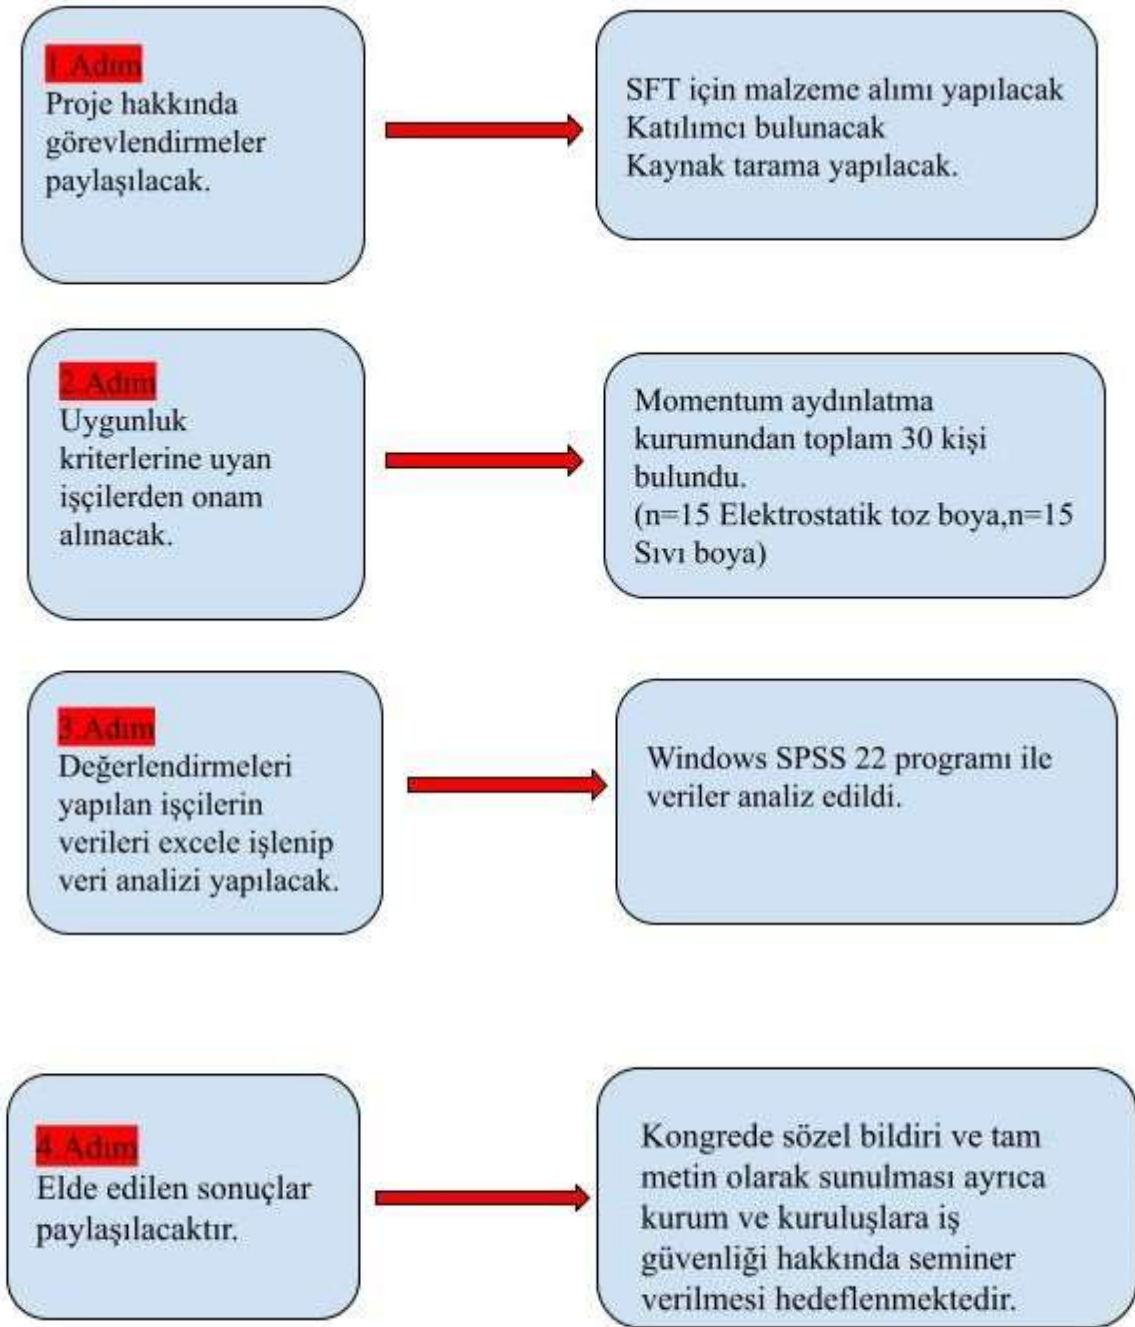 1.Adım
Proje hakkında
görevlendirmeler
paylaşılacak.
SFT için malzeme alımı yapılacak
Katılımcı bulunacak
Kaynak tarama yapılacak.
2.Adım
Uygunluk
kriterlerine uyan
işçilerden onam
alınacak.
Momentum aydınlatma
kurumundan toplam 30 kişi
bulundu.
(n=15 Elektrostatik toz boya,n=15
Sıvı boya)
3.Adım
Değerlendirmeleri
yapılan işçilerin
verileri excele işlenip
veri analizi yapılacak.
Windows SPSS 22 programı ile
veriler analiz edildi.
4.Adım
Elde edilen sonuçlar
paylaşılacaktır.
Kongrede sözel bildiri ve tam
metin olarak sunulması ayrıca
kurum ve kuruluşlara iş
güvenliği hakkında seminer
verilmesi hedeflenmektedir.